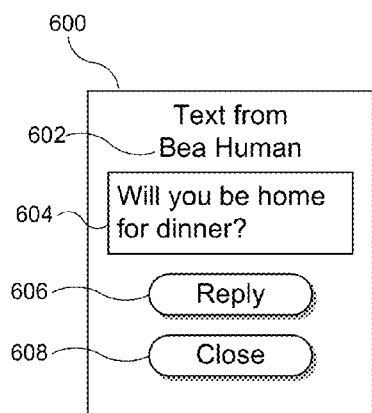 600
Text from
602
Bea Human
Will you be home
604
for dinner?
606
Reply
608
Close